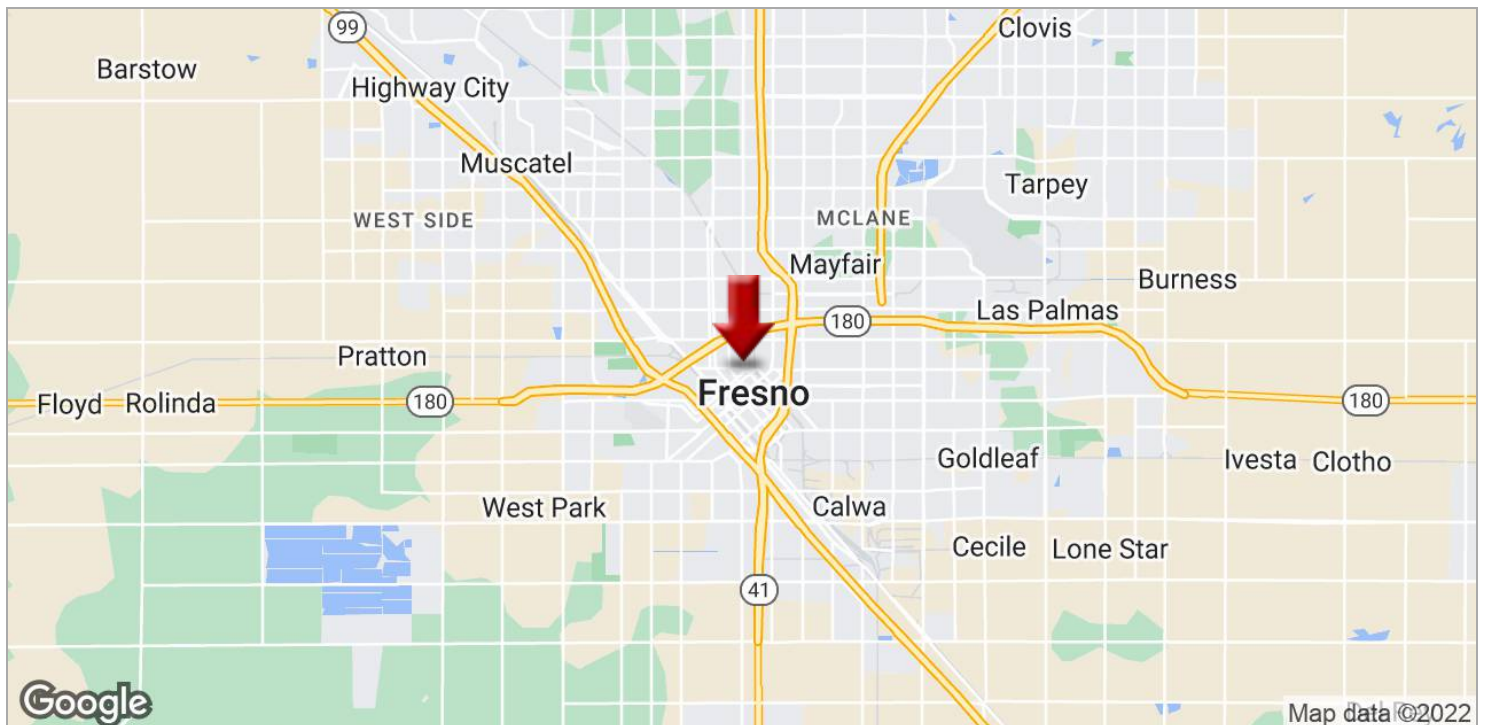 99
Clovis
Barstow
Highway City
Muscatel
Tarpey
WEST SIDE
MCLANE
Mayfair
Burness
Las Palmas
180
Pratton
Fresno
Floyd
Rolinda
180
180
Goldleaf
Ivesta
Clotho
West Park
Calwa
Cecile
Lone Star
41
Google
Map data ©2022